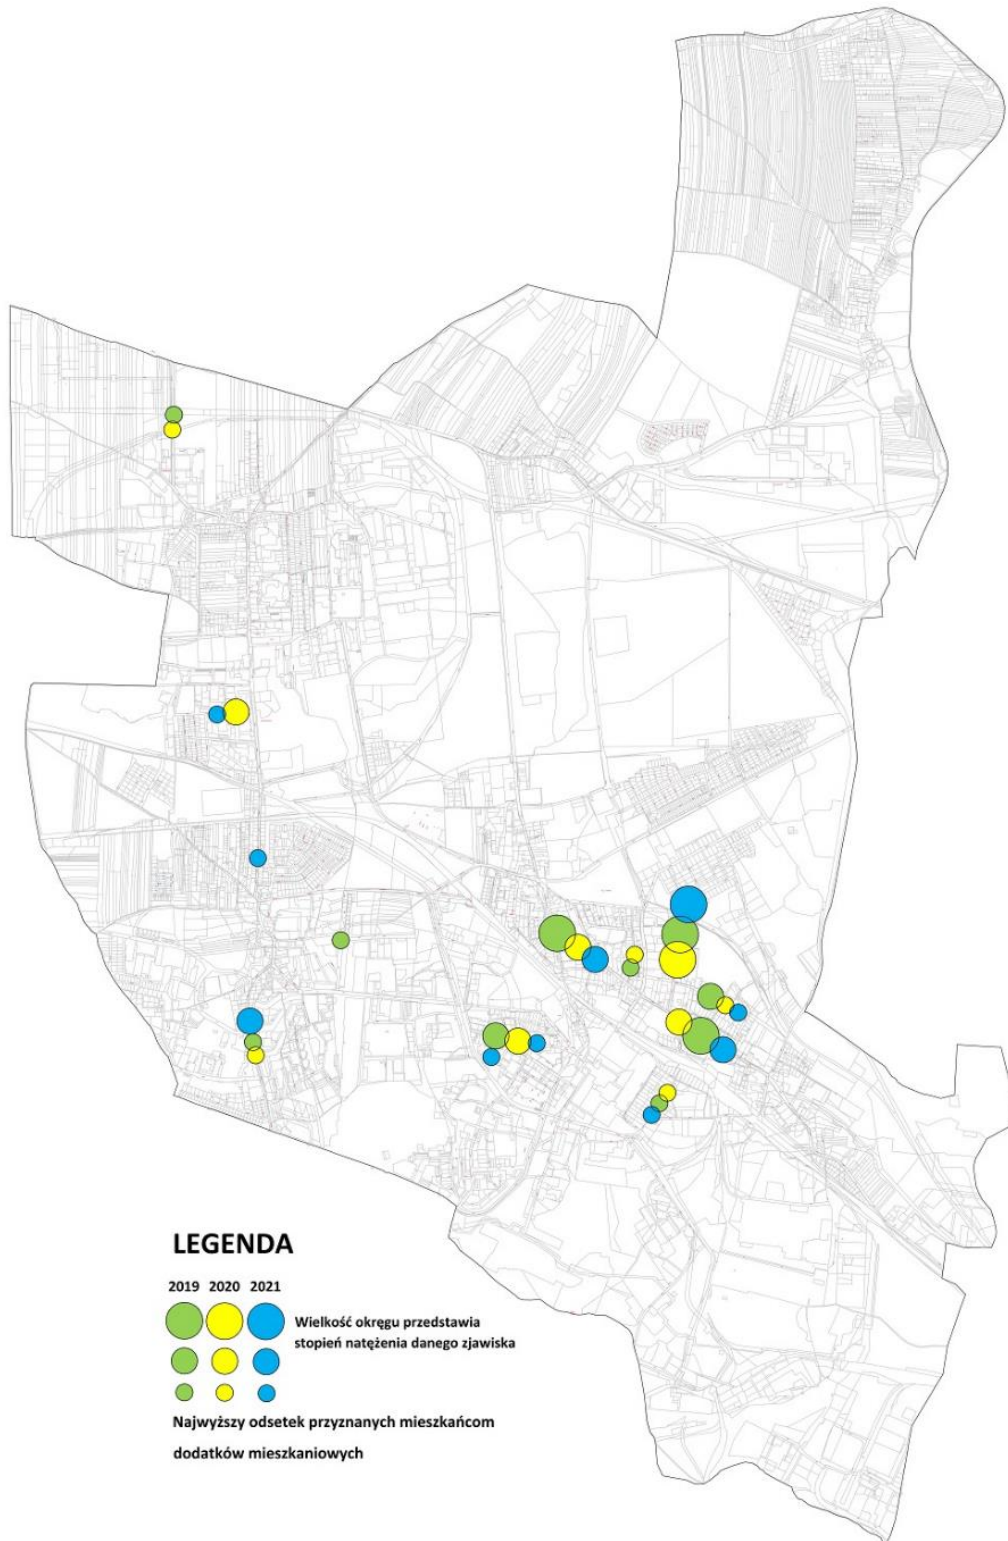 LEGENDA
2019 2020 2021
Wielkość okręgu przedstawia
stopień natężenia danego zjawiska
Najwyższy odsetek przyznanych mieszkańcom
dodatków mieszkaniowych